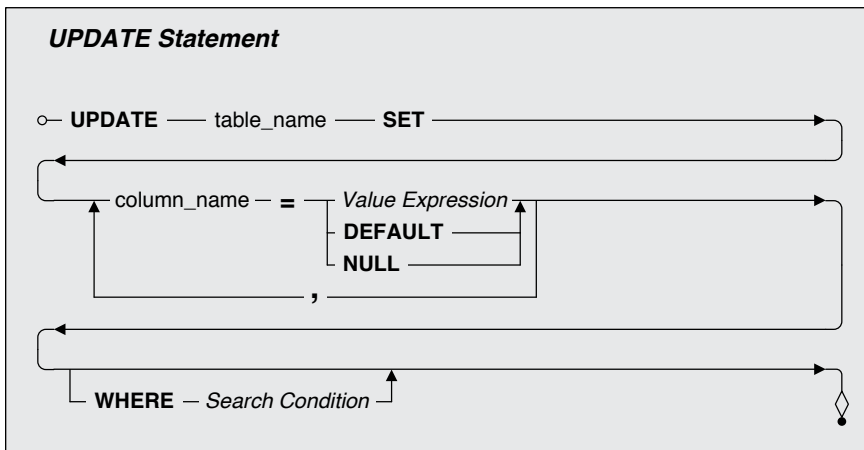 UPDATE Statement
UPDATE table_name SET
column_name = Value Expression
DEFAULT
NULL
,
WHERE Search Condition